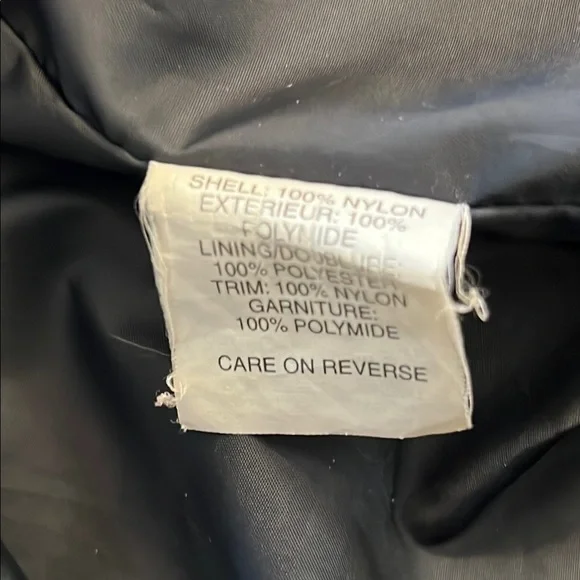 SHELL: 100% NYLON
EXTERIEUR: 100%
POLYMIDE
LINING/DOUBLURE:
100% POLYESTER
TRIM: 100% NYLON
GARNITURE:
100% POLYMIDE
CARE ON REVERSE